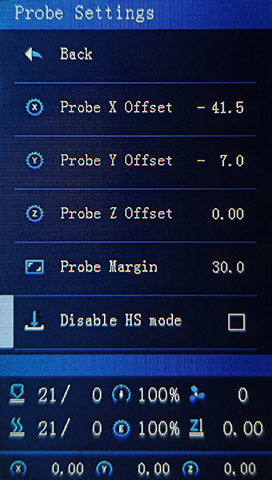 Probe Settings
Back
Probe X Offset - 41.5
Probe Y Offset - 7.0
Probe Z Offset 0.00
Probe Margin 30.0
Disable HS mode
21/ 0 100% 0
21/ 0 E 100% Z 0.00
X 0.00 Y 0.00 Z 0.00